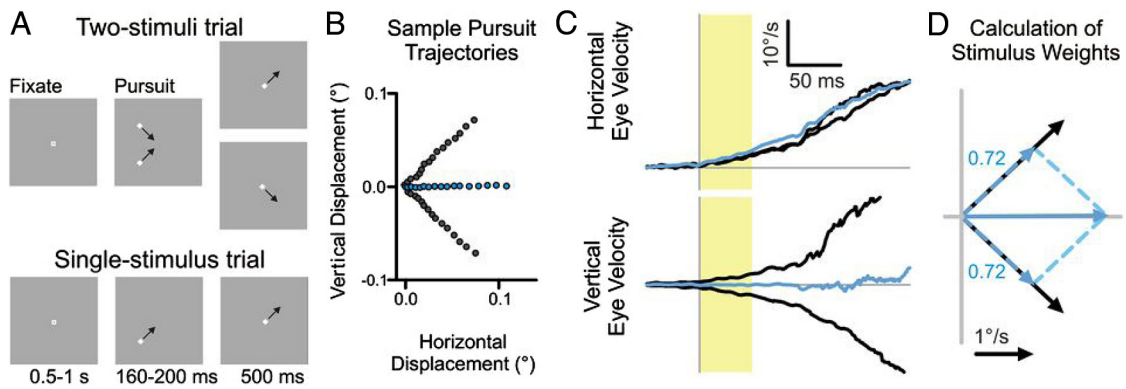 A
Two-stimuli trial
Fixate
Pursuit
Single-stimulus trial
0.5-1 s
160-200 ms
500 ms
B
Sample Pursuit
Trajectories
Vertical Displacement (°)
0.1
0.0
-0.1
0.0
0.1
Horizontal
Displacement (°)
C
Horizontal
Eye Velocity
10°/s
50 ms
Vertical
Eye Velocity
D
Calculation of
Stimulus Weights
0.72
0.72
1°/s